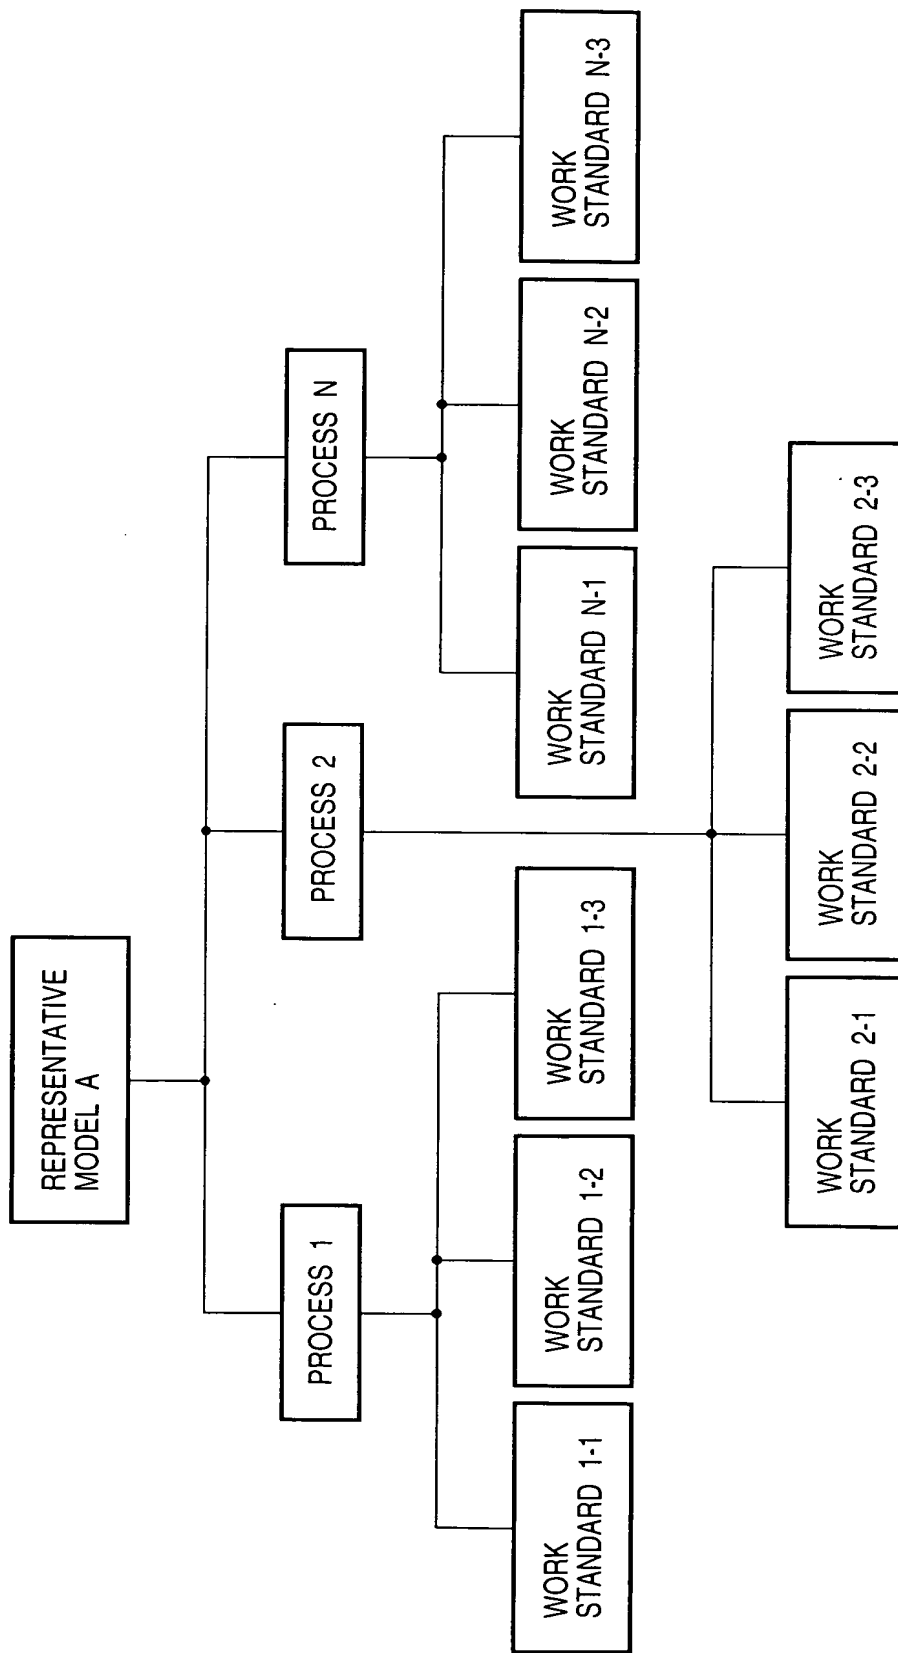 REPRESENTATIVE
MODEL A
PROCESS 1
PROCESS 2
PROCESS N
WORK
STANDARD 1-1
WORK
STANDARD 1-2
WORK
STANDARD 1-3
WORK
STANDARD N-1
WORK
STANDARD N-2
WORK
STANDARD N-3
WORK
STANDARD 2-1
WORK
STANDARD 2-2
WORK
STANDARD 2-3